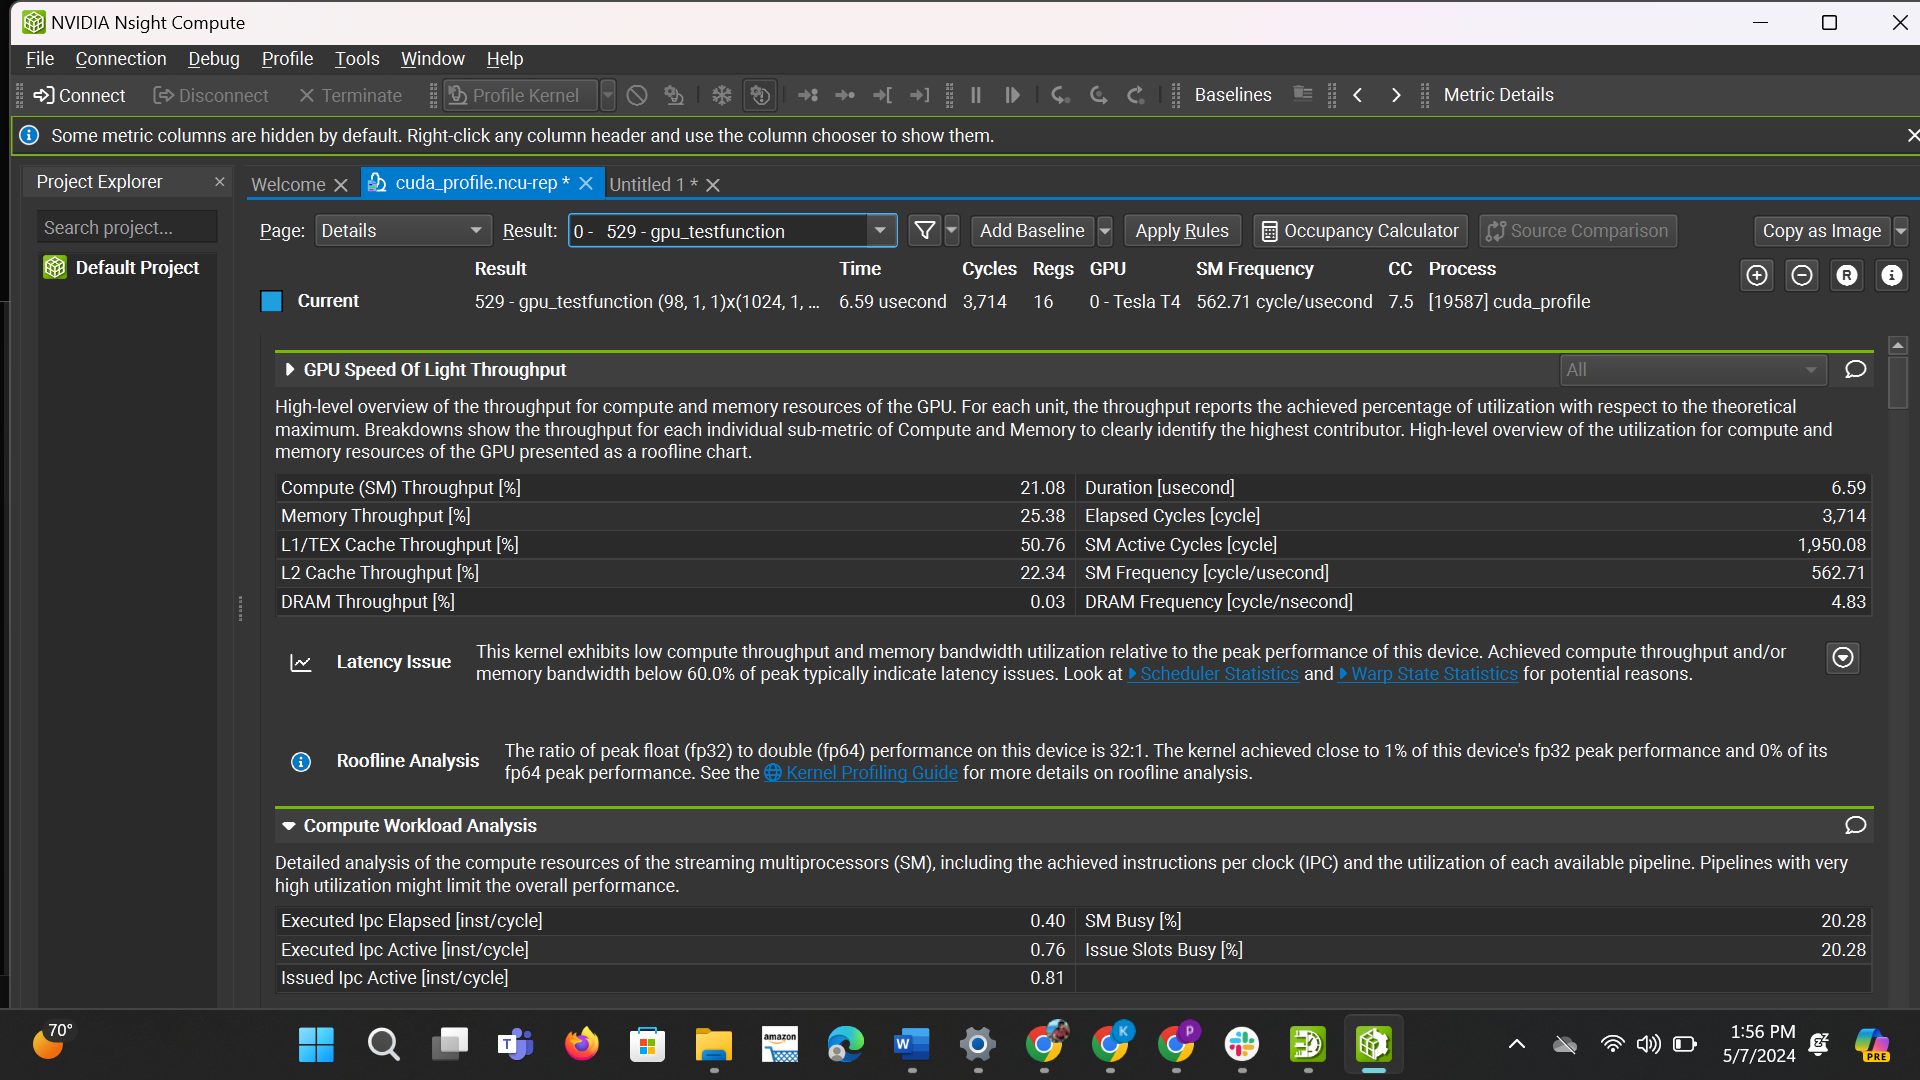 NVIDIA Nsight Compute
File Connection Debug Profile Tools Window Help
Connect Disconnect Terminate Profile Kernel Baselines Metric Details
Some metric columns are hidden by default. Right-click any column header and use the column chooser to show them.
Project Explorer
Search project...
Default Project
Welcome cuda_profile.ncu-rep * Untitled 1 *
Page: Details Result: 0 - 529 - gpu_testfunction Add Baseline Apply Rules Occupancy Calculator Source Comparison Copy as Image
Result Time Cycles Regs GPU SM Frequency CC Process
Current 529 - gpu_testfunction (98, 1, 1)x(1024, 1, ... 6.59 usecond 3,714 16 0 - Tesla T4 562.71 cycle/usecond 7.5 [19587] cuda_profile
GPU Speed Of Light Throughput All
High-level overview of the throughput for compute and memory resources of the GPU. For each unit, the throughput reports the achieved percentage of utilization with respect to the theoretical
maximum. Breakdowns show the throughput for each individual sub-metric of Compute and Memory to clearly identify the highest contributor. High-level overview of the utilization for compute and
memory resources of the GPU presented as a roofline chart.
Compute (SM) Throughput [%] 21.08 Duration [usecond] 6.59
Memory Throughput [%] 25.38 Elapsed Cycles [cycle] 3,714
L1/TEX Cache Throughput [%] 50.76 SM Active Cycles [cycle] 1,950.08
L2 Cache Throughput [%] 22.34 SM Frequency [cycle/usecond] 562.71
DRAM Throughput [%] 0.03 DRAM Frequency [cycle/nsecond] 4.83
Latency Issue This kernel exhibits low compute throughput and memory bandwidth utilization relative to the peak performance of this device. Achieved compute throughput and/or
memory bandwidth below 60.0% of peak typically indicate latency issues. Look at Scheduler Statistics and Warp State Statistics for potential reasons.
Roofline Analysis The ratio of peak float (fp32) to double (fp64) performance on this device is 32:1. The kernel achieved close to 1% of this device's fp32 peak performance and 0% of its
fp64 peak performance. See the Kernel Profiling Guide for more details on roofline analysis.
Compute Workload Analysis
Detailed analysis of the compute resources of the streaming multiprocessors (SM), including the achieved instructions per clock (IPC) and the utilization of each available pipeline. Pipelines with very
high utilization might limit the overall performance.
Executed Ipc Elapsed [inst/cycle] 0.40 SM Busy [%] 20.28
Executed Ipc Active [inst/cycle] 0.76 Issue Slots Busy [%] 20.28
Issued Ipc Active [inst/cycle] 0.81
70°
amazon
1:56 PM
5/7/2024
PRE